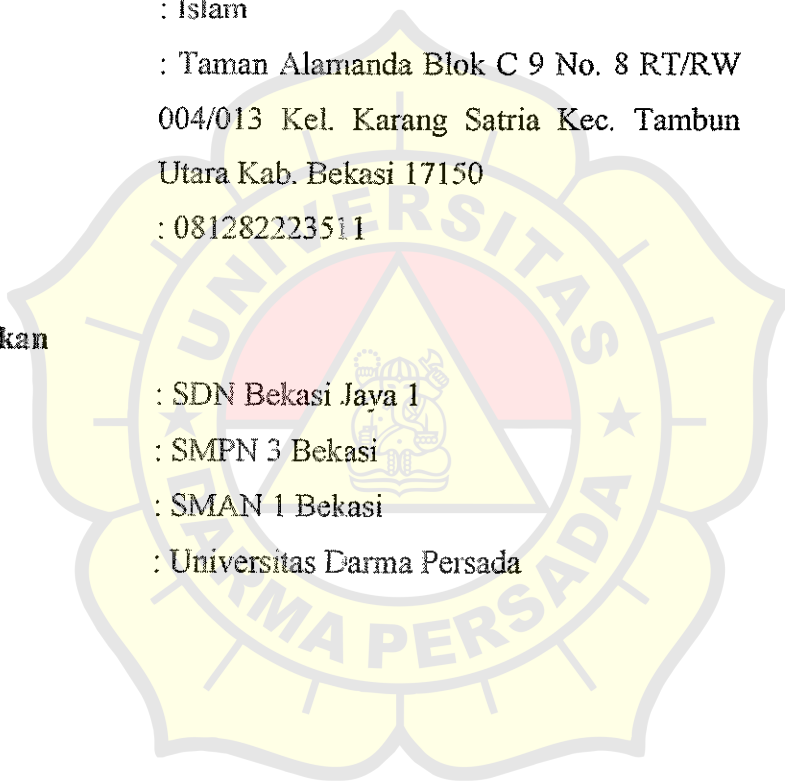 : Islam
: Taman Alamanda Blok C 9 No. 8 RT/RW
004/013 Kel. Karang Satria Kec. Tambun
Utara Kab. Bekasi 17150
: 081282223511
kan
: SDN Bekasi Jaya 1
: SMPN 3 Bekasi
: SMAN 1 Bekasi
: Universitas Darma Persada
UNIVERSITAS
DARMA PERSADA